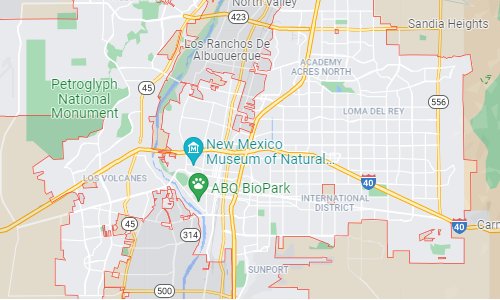 North Valley
423
Sandia Heights
Los Ranchos De
Albuquerque
ACADEMY
ACRES NORTH
Petroglyph
National
Monument
45
556
LOMA DEL REY
New Mexico
Museum of Natural...
LOS VOLCANES
40
ABQ BioPark
INTERNATIONAL
DISTRICT
45
40
314
SUNPORT
500